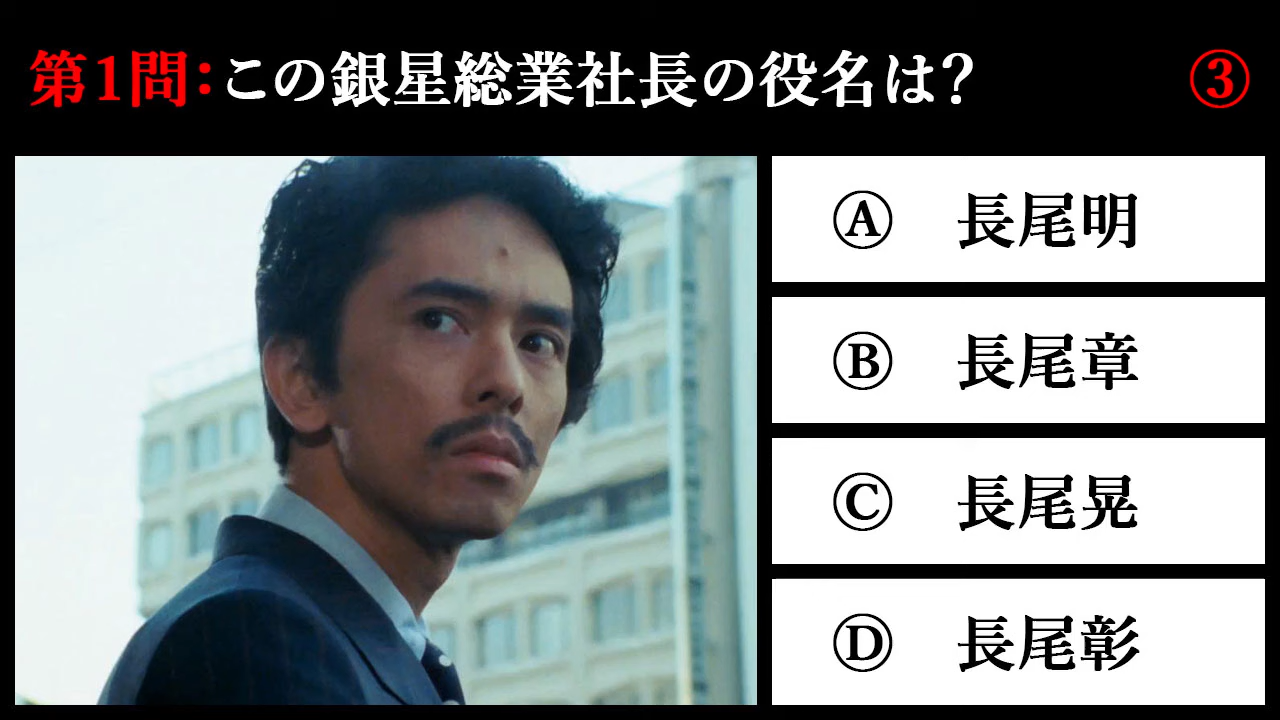 第1問：この銀星総業社長の役名は？
③
Ⓐ 長尾明
Ⓑ 長尾章
Ⓒ 長尾晃
Ⓓ 長尾彰